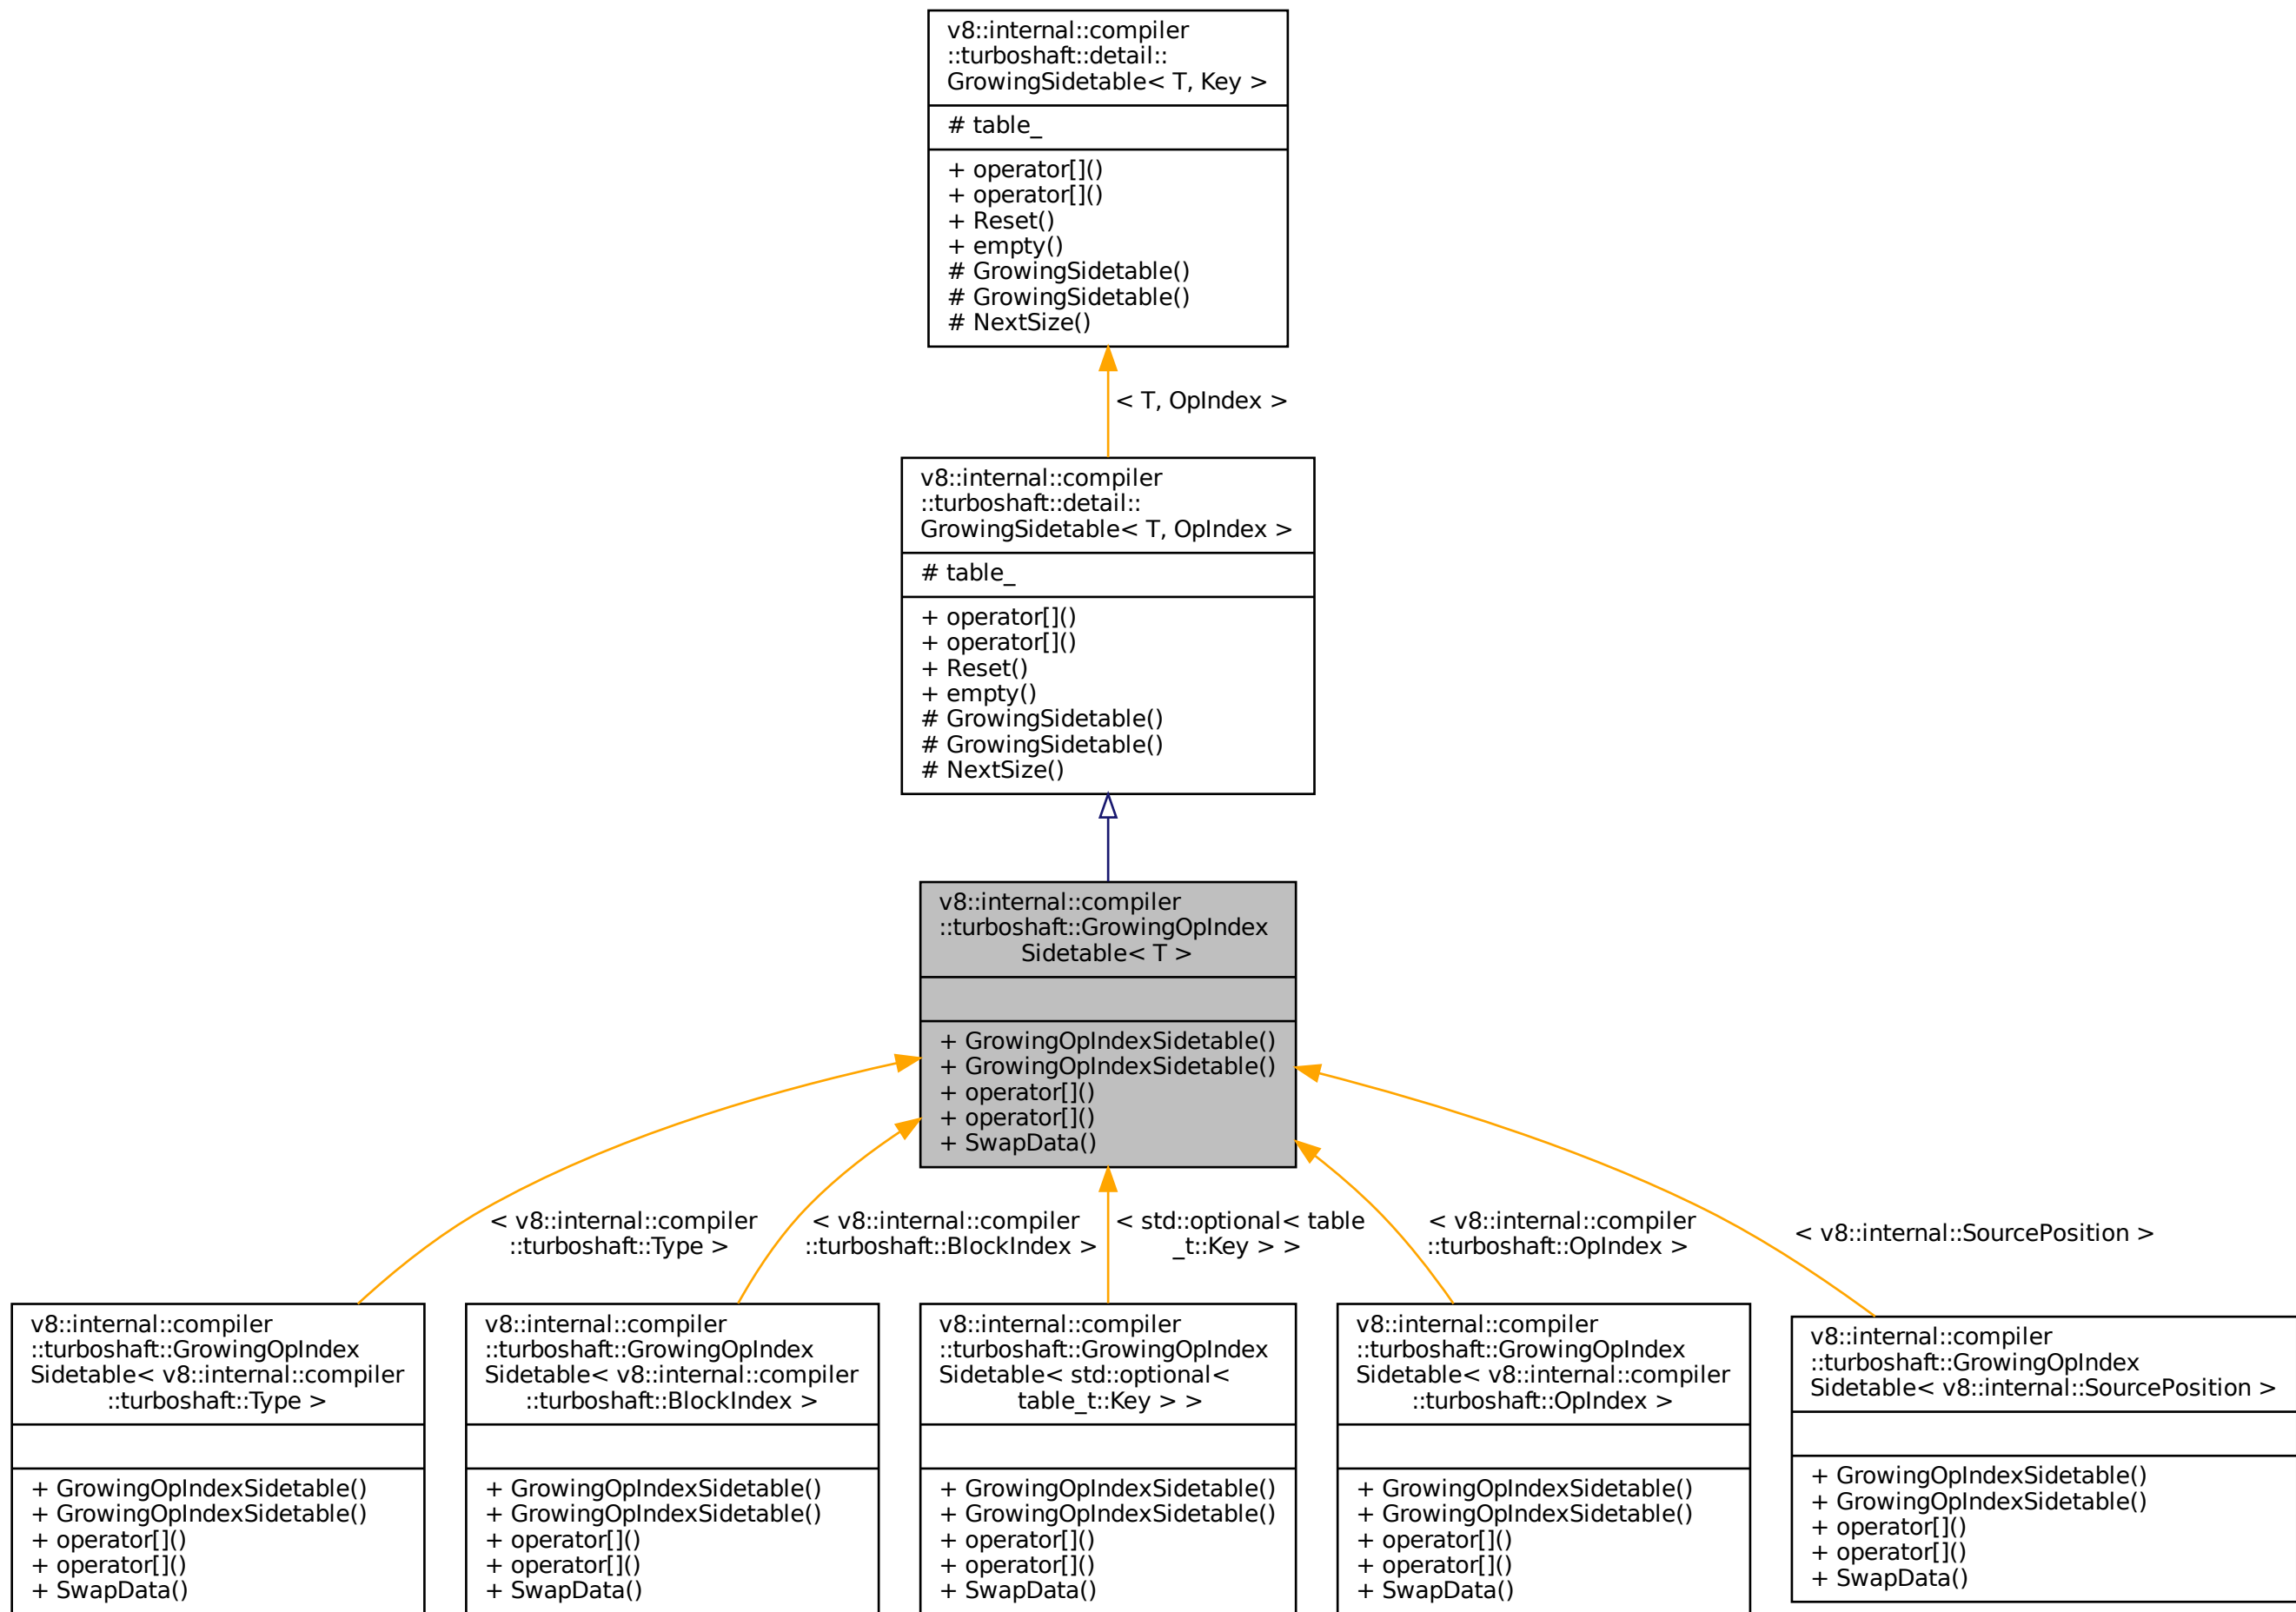 v8::internal::compiler
::turboshaft::detail::
GrowingSidetable< T, Key >
# table_
+ operator[]()
+ operator[]()
+ Reset()
+ empty()
# GrowingSidetable()
# GrowingSidetable()
# NextSize()
< T, OpIndex >
v8::internal::compiler
::turboshaft::detail::
GrowingSidetable< T, OpIndex >
# table_
+ operator[]()
+ operator[]()
+ Reset()
+ empty()
# GrowingSidetable()
# GrowingSidetable()
# NextSize()
v8::internal::compiler
::turboshaft::GrowingOpIndex
Sidetable< T >
+ GrowingOpIndexSidetable()
+ GrowingOpIndexSidetable()
+ operator[]()
+ operator[]()
+ SwapData()
< v8::internal::compiler
::turboshaft::Type >
< v8::internal::compiler
::turboshaft::BlockIndex >
< std::optional< table
_t::Key > >
< v8::internal::compiler
::turboshaft::OpIndex >
< v8::internal::SourcePosition >
v8::internal::compiler
::turboshaft::GrowingOpIndex
Sidetable< v8::internal::compiler
::turboshaft::Type >
+ GrowingOpIndexSidetable()
+ GrowingOpIndexSidetable()
+ operator[]()
+ operator[]()
+ SwapData()
v8::internal::compiler
::turboshaft::GrowingOpIndex
Sidetable< v8::internal::compiler
::turboshaft::BlockIndex >
+ GrowingOpIndexSidetable()
+ GrowingOpIndexSidetable()
+ operator[]()
+ operator[]()
+ SwapData()
v8::internal::compiler
::turboshaft::GrowingOpIndex
Sidetable< std::optional<
table_t::Key > >
+ GrowingOpIndexSidetable()
+ GrowingOpIndexSidetable()
+ operator[]()
+ operator[]()
+ SwapData()
v8::internal::compiler
::turboshaft::GrowingOpIndex
Sidetable< v8::internal::compiler
::turboshaft::OpIndex >
+ GrowingOpIndexSidetable()
+ GrowingOpIndexSidetable()
+ operator[]()
+ operator[]()
+ SwapData()
v8::internal::compiler
::turboshaft::GrowingOpIndex
Sidetable< v8::internal::SourcePosition >
+ GrowingOpIndexSidetable()
+ GrowingOpIndexSidetable()
+ operator[]()
+ operator[]()
+ SwapData()